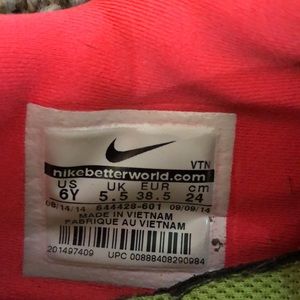 VTN
nikebetterworld.com
US UK EUR cm
6Y 5.5 38.5 24
08/14/14 644428-601 09/09/14
MADE IN VIETNAM
FABRIQUE AU VIETNAM
201497409 UPC 00888408290984